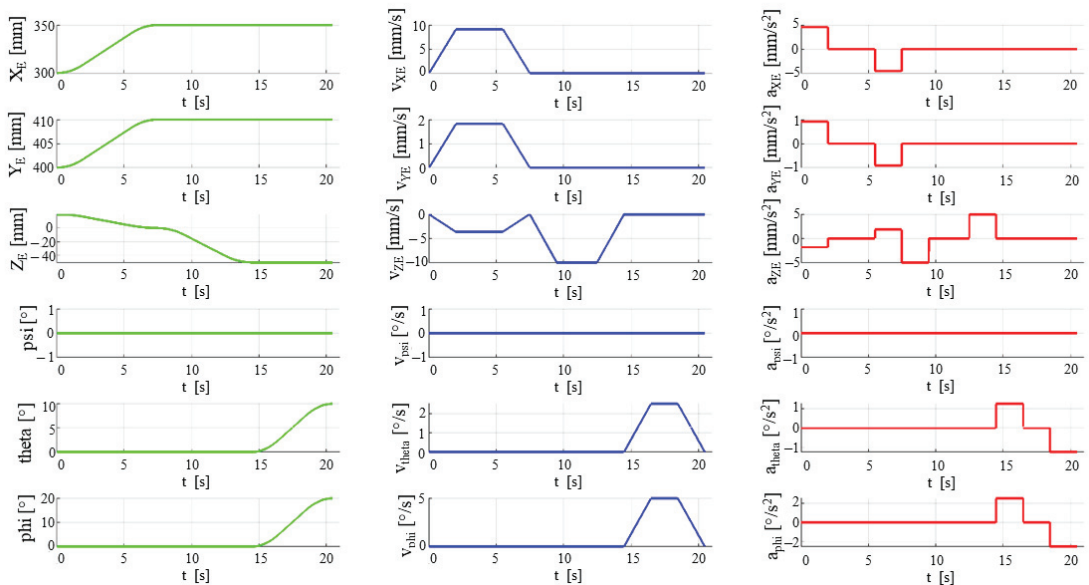 X_E [mm]
350
300
0 5 10 15 20
t [s]
v_XE [mm/s]
10
5
0
0 5 10 15 20
t [s]
a_XE [mm/s²]
5
0
−5
0 5 10 15 20
t [s]
Y_E [mm]
410
405
400
0 5 10 15 20
t [s]
v_YE [mm/s]
2
1
0
0 5 10 15 20
t [s]
a_YE [mm/s²]
1
0
−1
0 5 10 15 20
t [s]
Z_E [mm]
0
−20
−40
0 5 10 15 20
t [s]
v_ZE [mm/s]
0
−5
−10
0 5 10 15 20
t [s]
a_ZE [mm/s²]
5
0
−5
0 5 10 15 20
t [s]
psi [°]
1
0
−1
0 5 10 15 20
t [s]
v_psi [°/s]
1
0
−1
0 5 10 15 20
t [s]
a_psi [°/s²]
1
0
−1
0 5 10 15 20
t [s]
theta [°]
10
5
0
0 5 10 15 20
t [s]
v_theta [°/s]
2
1
0
0 5 10 15 20
t [s]
a_theta [°/s²]
1
0
−1
0 5 10 15 20
t [s]
phi [°]
20
10
0
0 5 10 15 20
t [s]
v_phi [°/s]
5
0
0 5 10 15 20
t [s]
a_phi [°/s²]
2
0
−2
0 5 10 15 20
t [s]